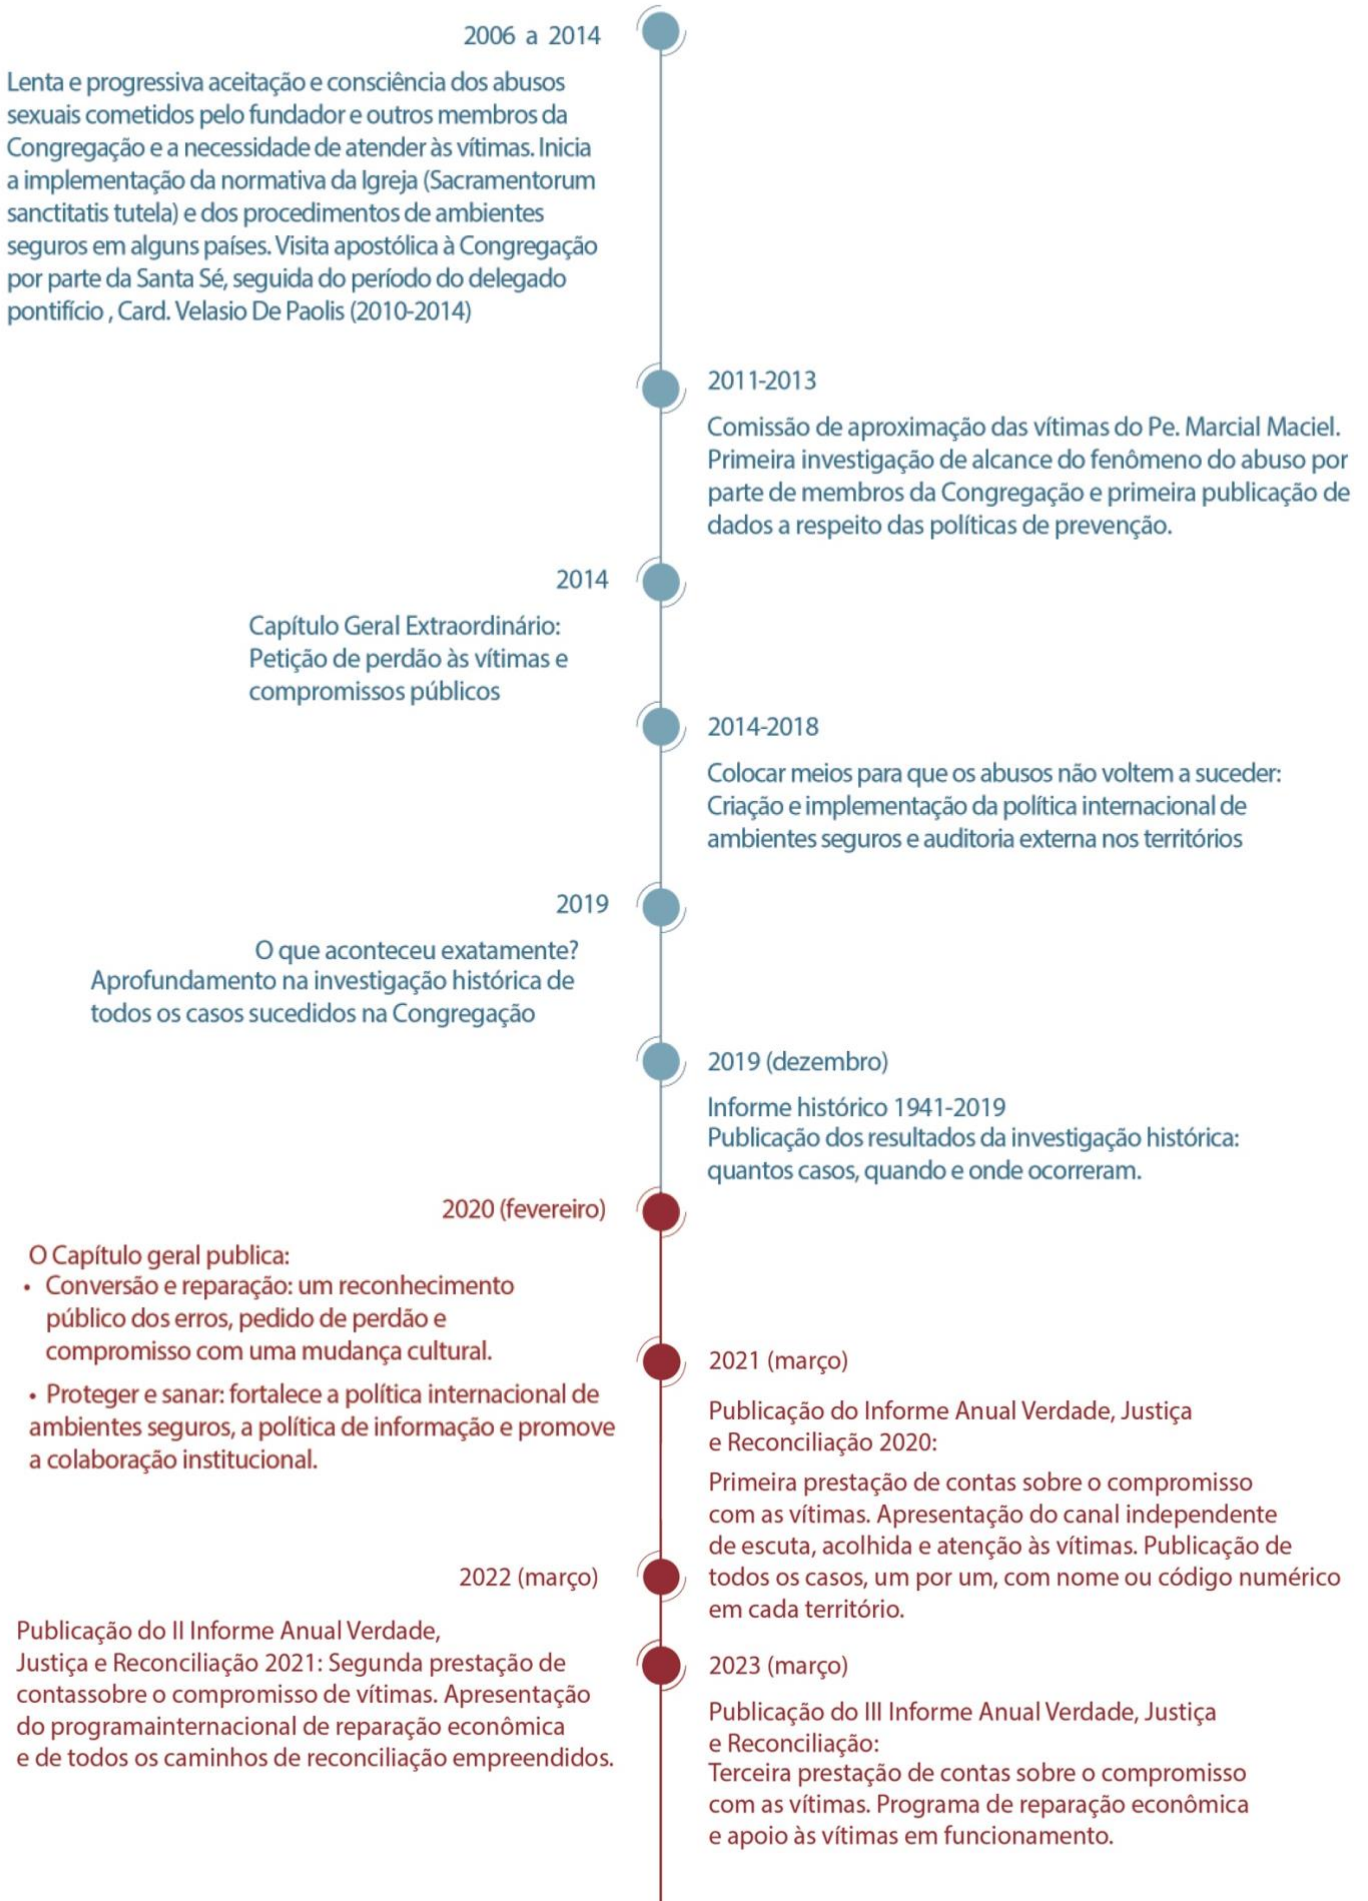 2006 a 2014
Lenta e progressiva aceitação e consciência dos abusos
sexuais cometidos pelo fundador e outros membros da
Congregação e a necessidade de atender às vítimas. Inicia
a implementação da normativa da Igreja (Sacramentorum
sanctitatis tutela) e dos procedimentos de ambientes
seguros em alguns países. Visita apostólica à Congregação
por parte da Santa Sé, seguida do período do delegado
pontifício , Card. Velasio De Paolis (2010-2014)
2011-2013
Comissão de aproximação das vítimas do Pe. Marcial Maciel.
Primeira investigação de alcance do fenômeno do abuso por
parte de membros da Congregação e primeira publicação de
dados a respeito das políticas de prevenção.
2014
Capítulo Geral Extraordinário:
Petição de perdão às vítimas e
compromissos públicos
2014-2018
Colocar meios para que os abusos não voltem a suceder:
Criação e implementação da política internacional de
ambientes seguros e auditoria externa nos territórios
2019
O que aconteceu exatamente?
Aprofundamento na investigação histórica de
todos os casos sucedidos na Congregação
2019 (dezembro)
Informe histórico 1941-2019
Publicação dos resultados da investigação histórica:
quantos casos, quando e onde ocorreram.
2020 (fevereiro)
O Capítulo geral publica:
• Conversão e reparação: um reconhecimento
público dos erros, pedido de perdão e
compromisso com uma mudança cultural.
• Proteger e sanar: fortalece a política internacional de
ambientes seguros, a política de informação e promove
a colaboração institucional.
2021 (março)
Publicação do Informe Anual Verdade, Justiça
e Reconciliação 2020:
Primeira prestação de contas sobre o compromisso
com as vítimas. Apresentação do canal independente
de escuta, acolhida e atenção às vítimas. Publicação de
todos os casos, um por um, com nome ou código numérico
em cada território.
2022 (março)
Publicação do II Informe Anual Verdade,
Justiça e Reconciliação 2021: Segunda prestação de
contassobre o compromisso de vítimas. Apresentação
do programainternacional de reparação econômica
e de todos os caminhos de reconciliação empreendidos.
2023 (março)
Publicação do III Informe Anual Verdade, Justiça
e Reconciliação:
Terceira prestação de contas sobre o compromisso
com as vítimas. Programa de reparação econômica
e apoio às vítimas em funcionamento.